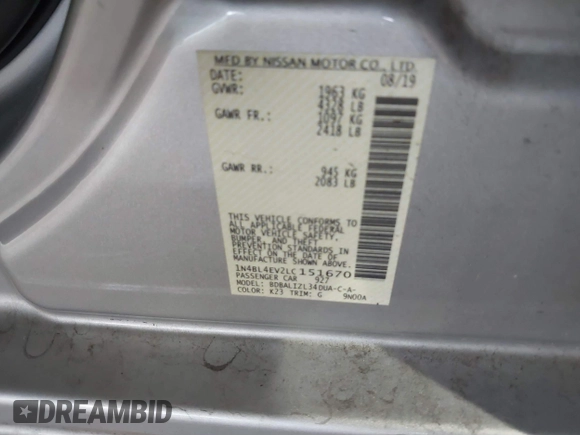 MFD BY NISSAN MOTOR CO., LTD.
DATE: 08/19
GVWR: 1963 KG
4328 LB
GAWR FR.: 1097 KG
2418 LB
GAWR RR.: 945 KG
2083 LB
THIS VEHICLE CONFORMS TO
ALL APPLICABLE FEDERAL
MOTOR VEHICLE SAFETY,
BUMPER, AND THEFT
PREVENTION STANDARDS IN
EFFECT ON THE DATE OF
MANUFACTURE SHOWN ABOVE.
1N4BL4EV2LC151670
PASSENGER CAR 927
MODEL: BDBALIZL34DUA-C-A-
COLOR: K23 TRIM: G 9N00A
DREAMBID